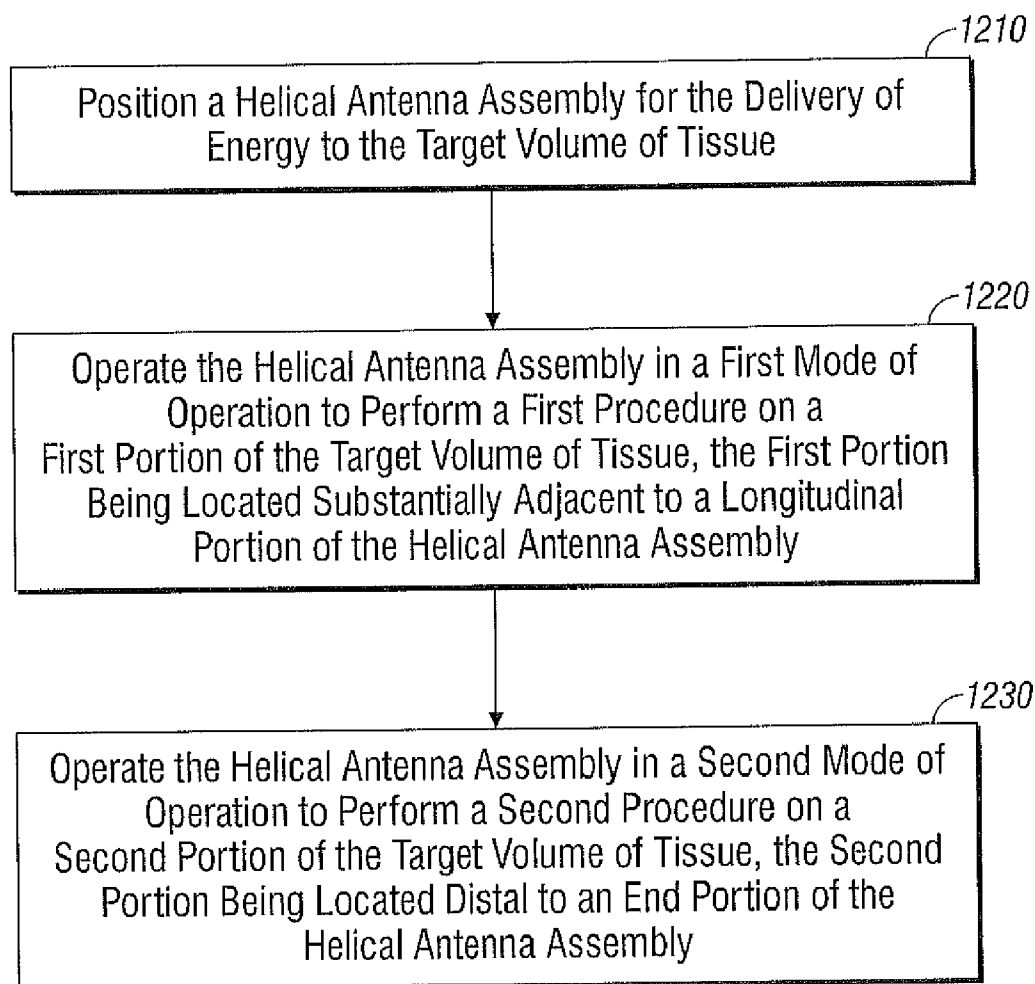 1210
Position a Helical Antenna Assembly for the Delivery of
Energy to the Target Volume of Tissue
1220
Operate the Helical Antenna Assembly in a First Mode of
Operation to Perform a First Procedure on a
First Portion of the Target Volume of Tissue, the First Portion
Being Located Substantially Adjacent to a Longitudinal
Portion of the Helical Antenna Assembly
1230
Operate the Helical Antenna Assembly in a Second Mode of
Operation to Perform a Second Procedure on a
Second Portion of the Target Volume of Tissue, the Second
Portion Being Located Distal to an End Portion of the
Helical Antenna Assembly